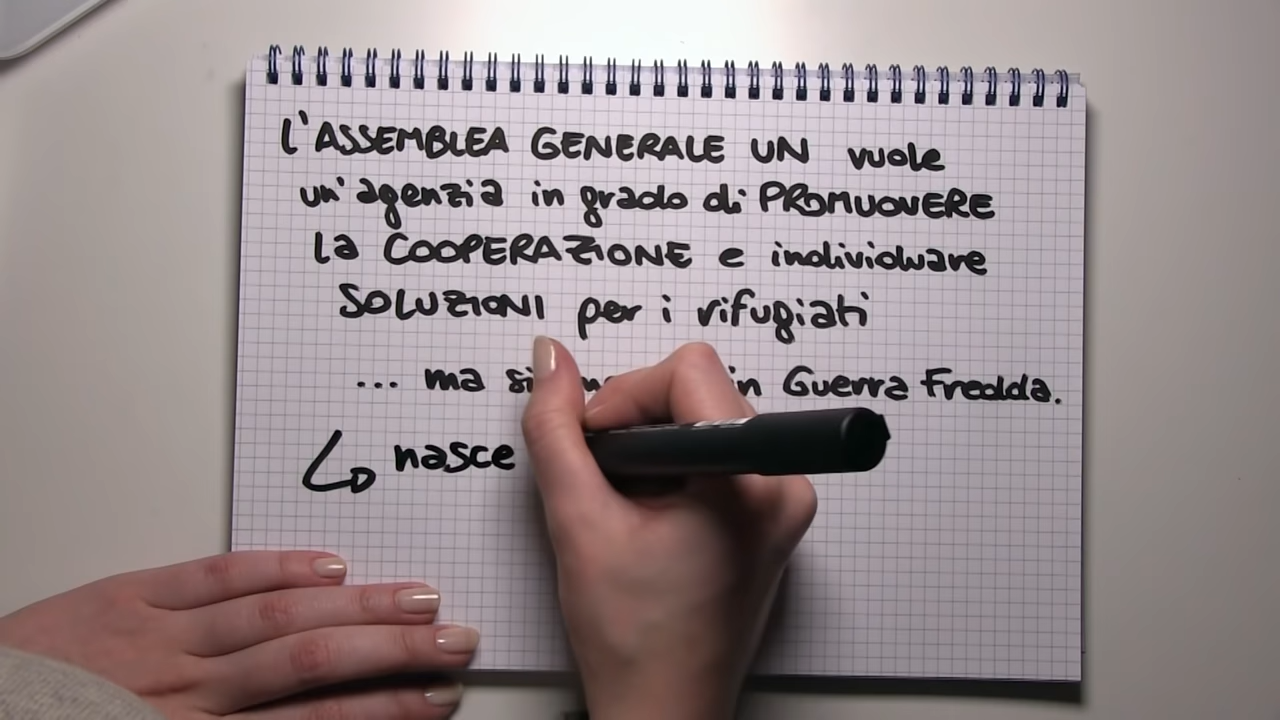 L'ASSEMBLEA GENERALE UN vuole
un'agenzia in grado di PROMUOVERE
la COOPERAZIONE e individuare
SOLUZIONI per i rifugiati
... ma in Guerra Fredda.
nasce